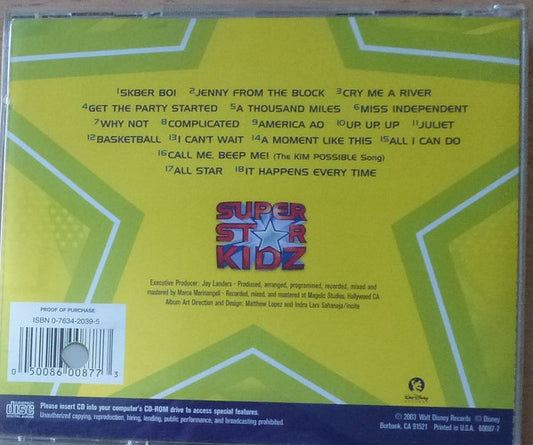 1SK8ER BOI 2JENNY FROM THE BLOCK 3CRY ME A RIVER
4GET THE PARTY STARTED 5A THOUSAND MILES 6MISS INDEPENDENT
7WHY NOT 8COMPLICATED 9AMERICA AO 10UP, UP, UP 11JULIET
12BASKETBALL 13I CAN'T WAIT 14A MOMENT LIKE THIS 15ALL I CAN DO
16CALL ME, BEEP ME! (The KIM POSSIBLE Song)
17ALL STAR 18IT HAPPENS EVERY TIME
SUPER
STAR
KIDZ
Executive Producer: Jay Landers · Produced, arranged, programmed, recorded, mixed and
mastered by Marco Marinangeli · Recorded, mixed, and mastered at Magelic Studios, Hollywood CA
Album Art Direction and Design: Matthew Lopez and Indra Lars Sahanaja/incite
PROOF OF PURCHASE
ISBN 0-7634-2039-5
0 50086 00877 3
COMPACT
disc
Please insert CD into your computer's CD-ROM drive to access special features.
Unauthorized copying, reproduction, hiring, lending, public performance, and broadcasting prohibited.
WALT DISNEY
RECORDS
℗ 2003 Walt Disney Records © Disney
Burbank, CA 91521 Printed in U.S.A. 60087-7